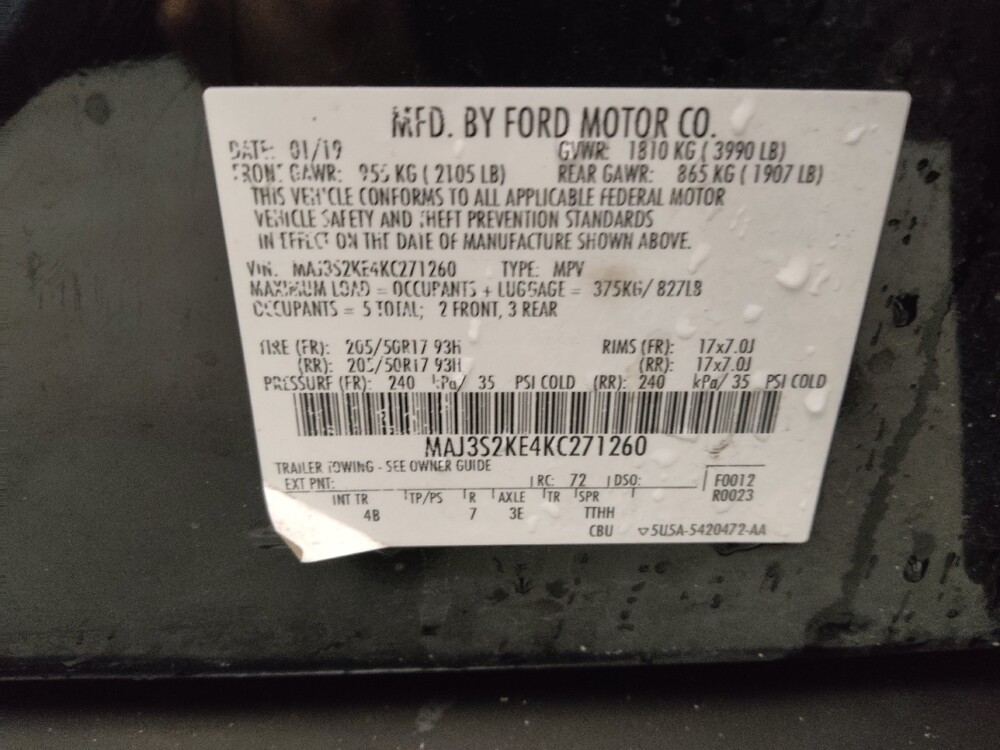 MFD. BY FORD MOTOR CO.
DATE: 01/19 GVWR: 1810 KG ( 3990 LB)
FRONT GAWR: 955 KG ( 2105 LB) REAR GAWR: 865 KG ( 1907 LB)
THIS VEHICLE CONFORMS TO ALL APPLICABLE FEDERAL MOTOR
VEHICLE SAFETY AND THEFT PREVENTION STANDARDS
IN EFFECT ON THE DATE OF MANUFACTURE SHOWN ABOVE.
VIN: MAJ3S2KE4KC271260 TYPE: MPV
MAXIMUM LOAD = OCCUPANTS + LUGGAGE = 375KG/ 827LB
OCCUPANTS = 5 TOTAL; 2 FRONT, 3 REAR
TIRE (FR): 205/50R17 93H RIMS (FR): 17x7.0J
(RR): 205/50R17 93H (RR): 17x7.0J
PRESSURE (FR): 240 kPa/ 35 PSI COLD (RR): 240 kPa/ 35 PSI COLD
MAJ3S2KE4KC271260
TRAILER TOWING - SEE OWNER GUIDE
EXT PNT: RC: 72 DSO: F0012
R0023
INT TR TP/PS R AXLE TR SPR
4B 7 3E TTHH
CBU ▽5U5A-5420472-AA